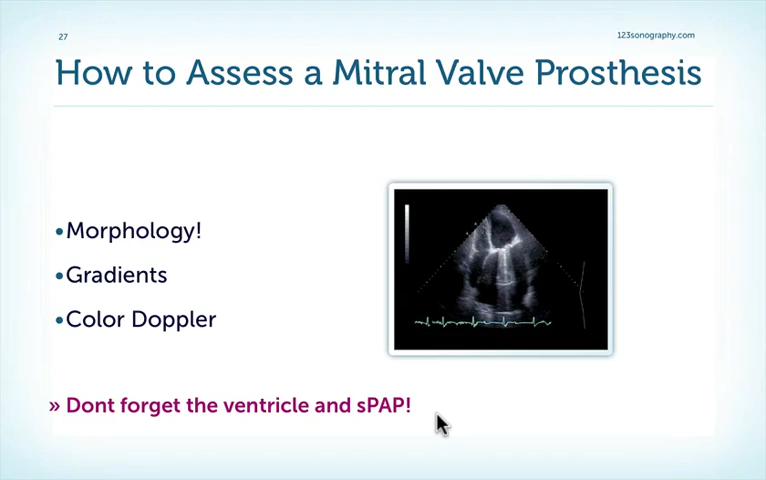 27
123sonography.com
How to Assess a Mitral Valve Prosthesis
•Morphology!
•Gradients
•Color Doppler
» Dont forget the ventricle and sPAP!